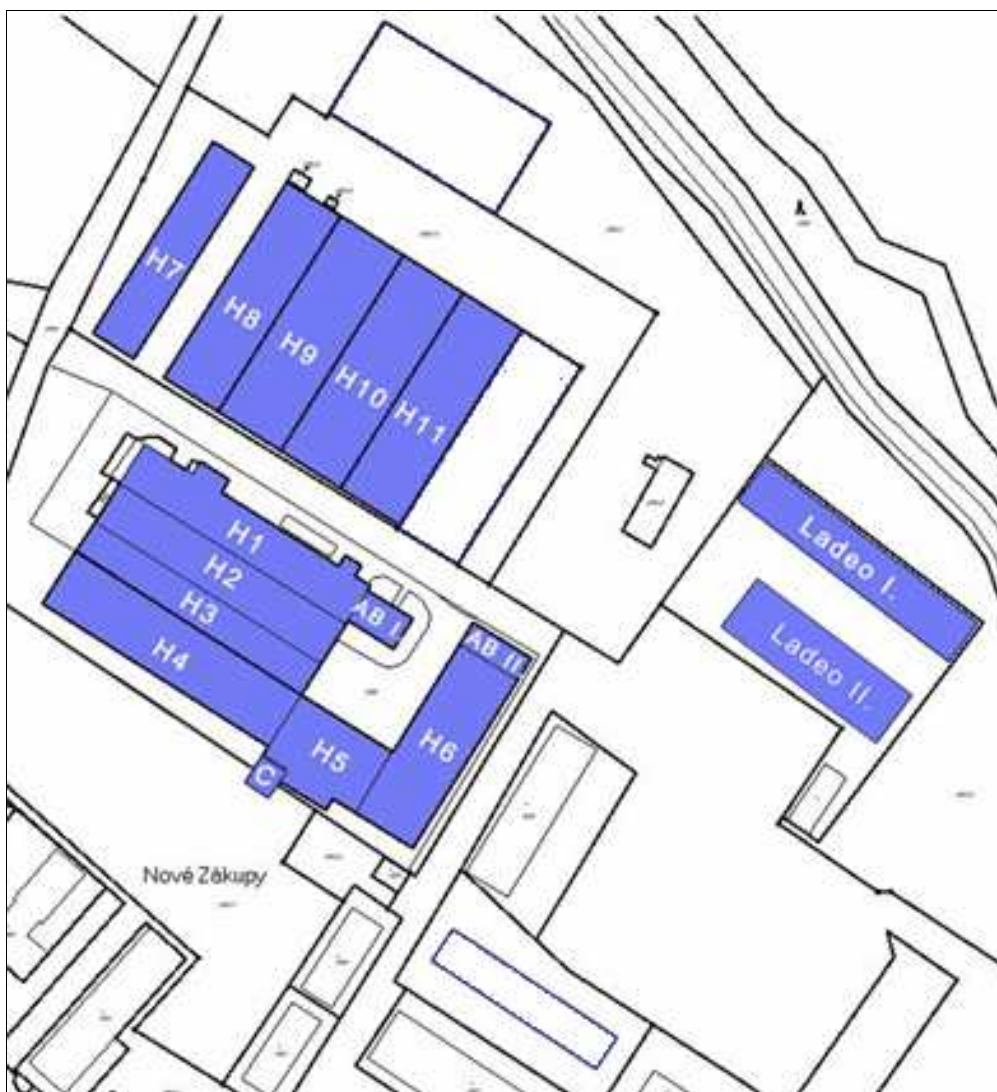 H7
H8
H9
H10
H11
H1
H2
H3
H4
AB I
AB II
H5
H6
C
Ladeo I.
Ladeo II.
Nové Zákupy